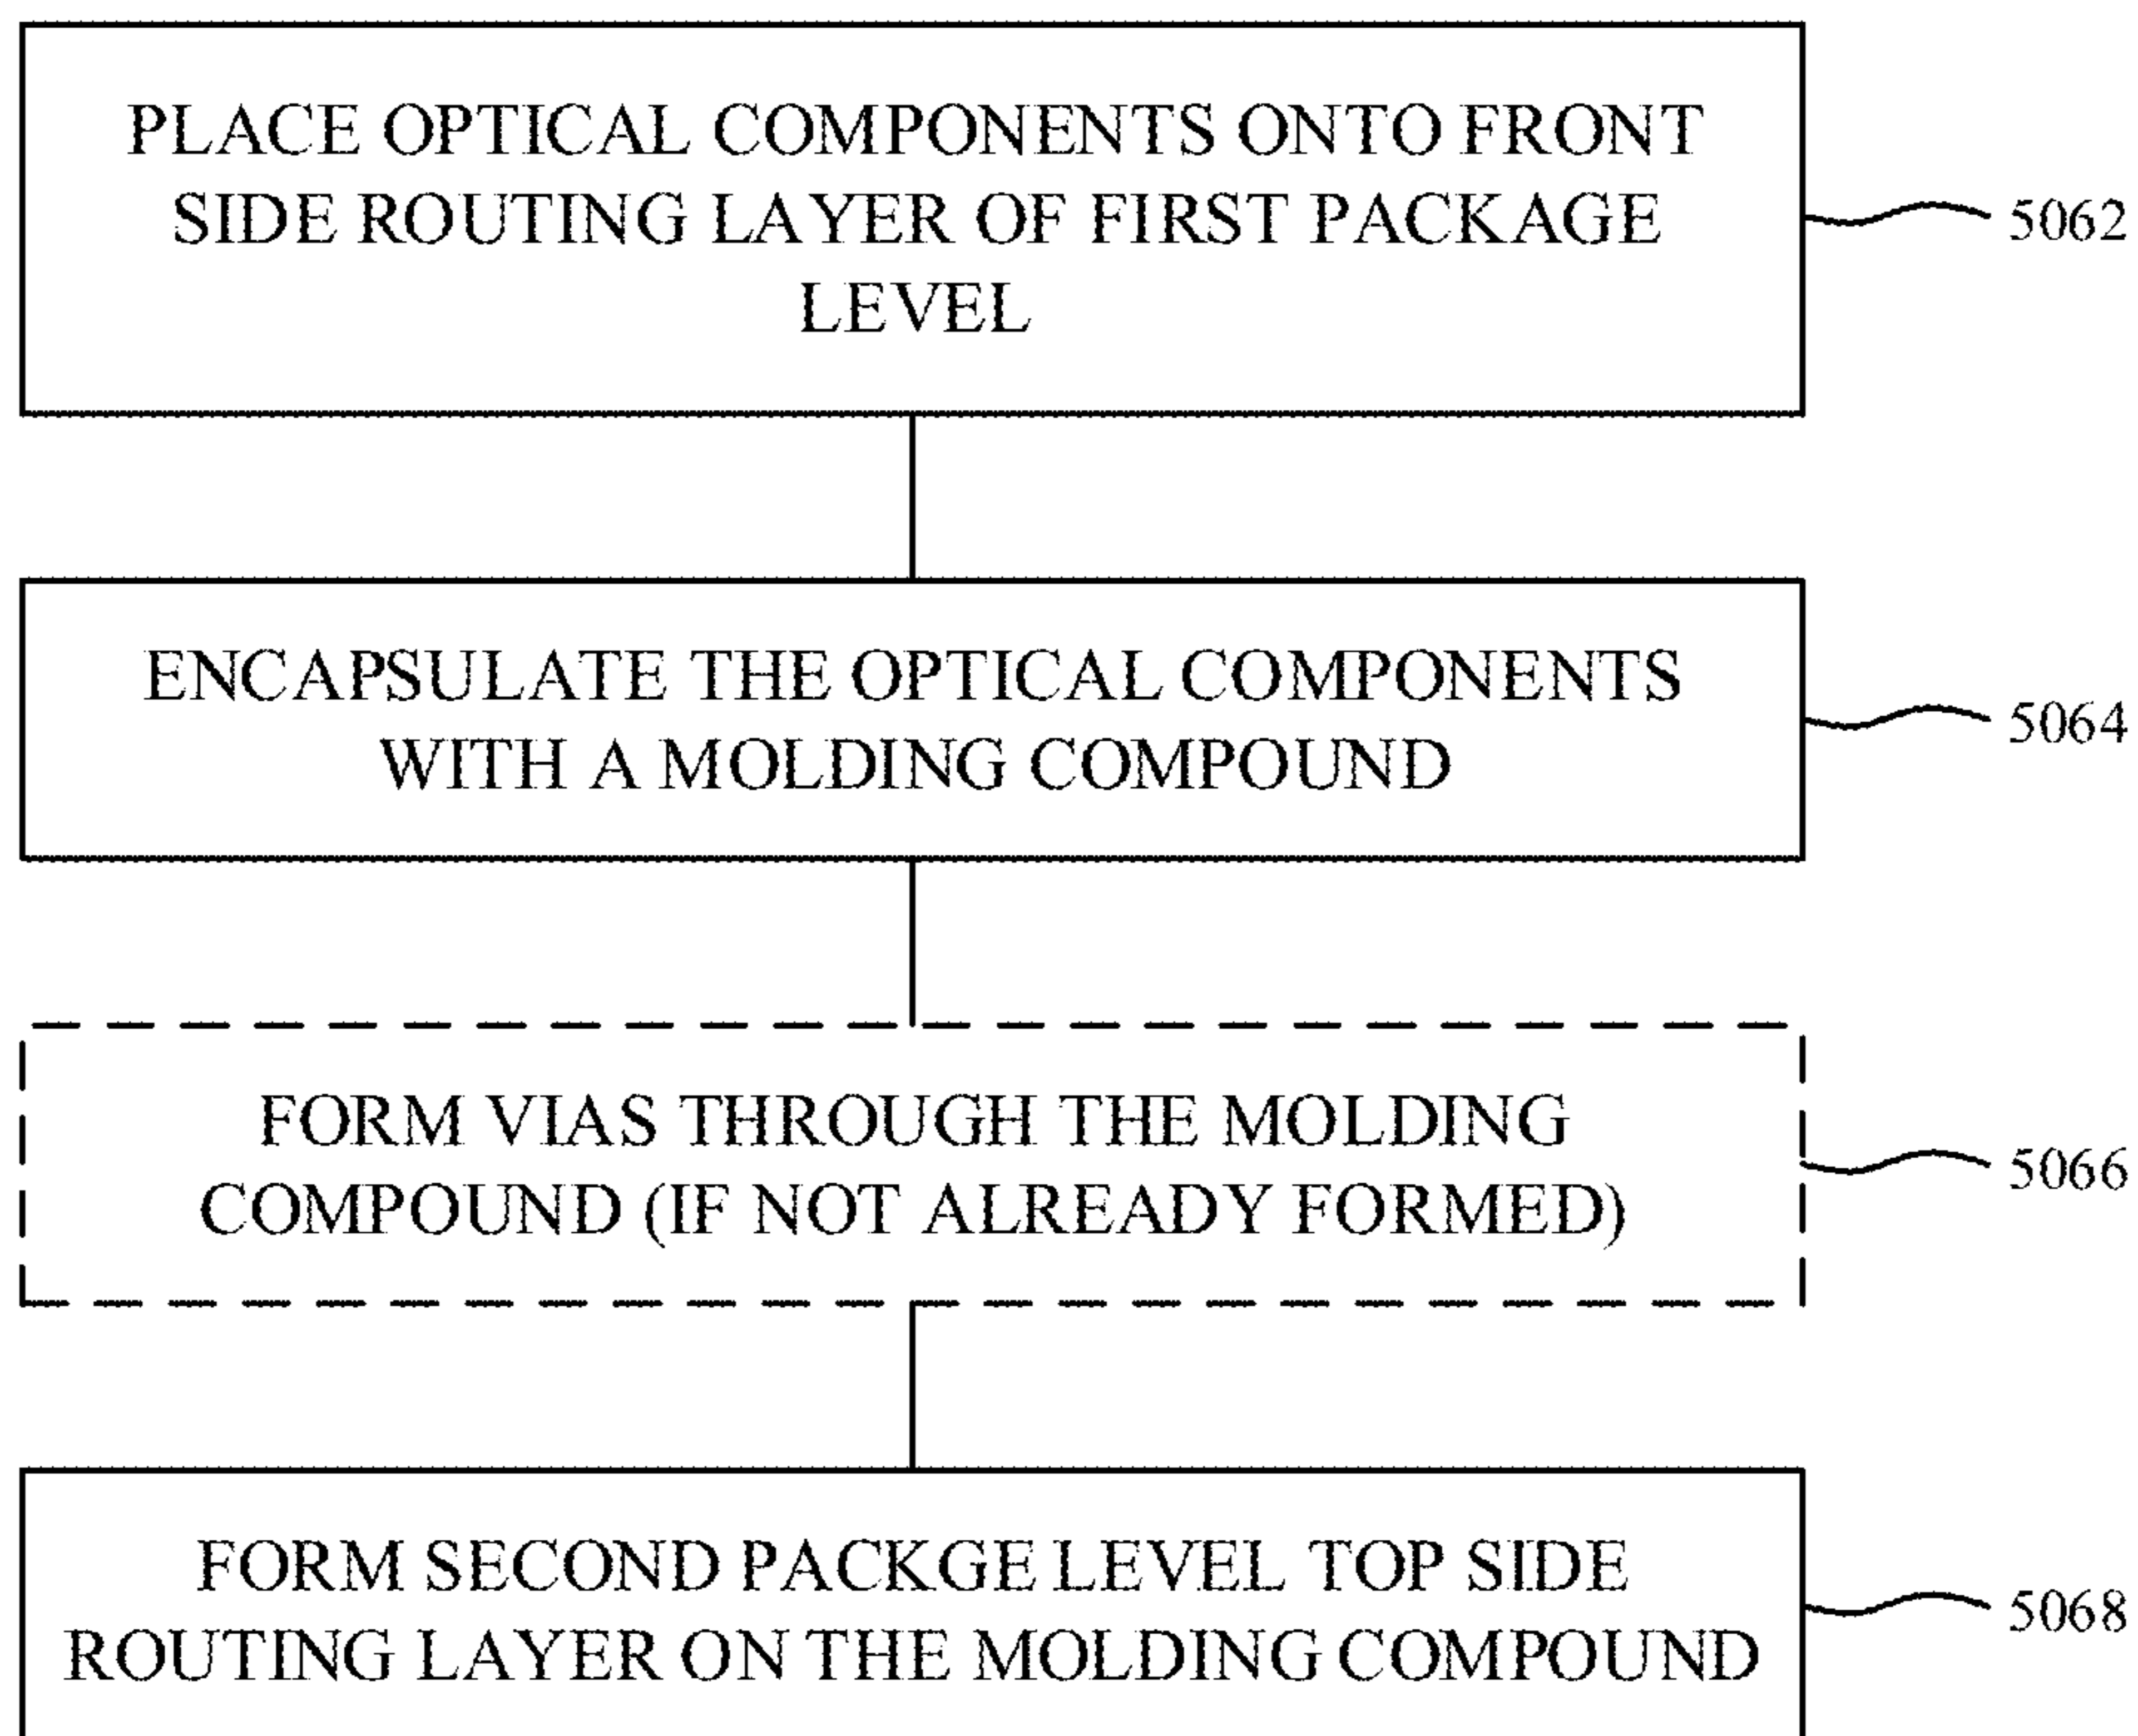 PLACE OPTICAL COMPONENTS ONTO FRONT
SIDE ROUTING LAYER OF FIRST PACKAGE
LEVEL
5062
ENCAPSULATE THE OPTICAL COMPONENTS
WITH A MOLDING COMPOUND
5064
FORM VIAS THROUGH THE MOLDING
COMPOUND (IF NOT ALREADY FORMED)
5066
FORM SECOND PACKGE LEVEL TOP SIDE
ROUTING LAYER ON THE MOLDING COMPOUND
5068